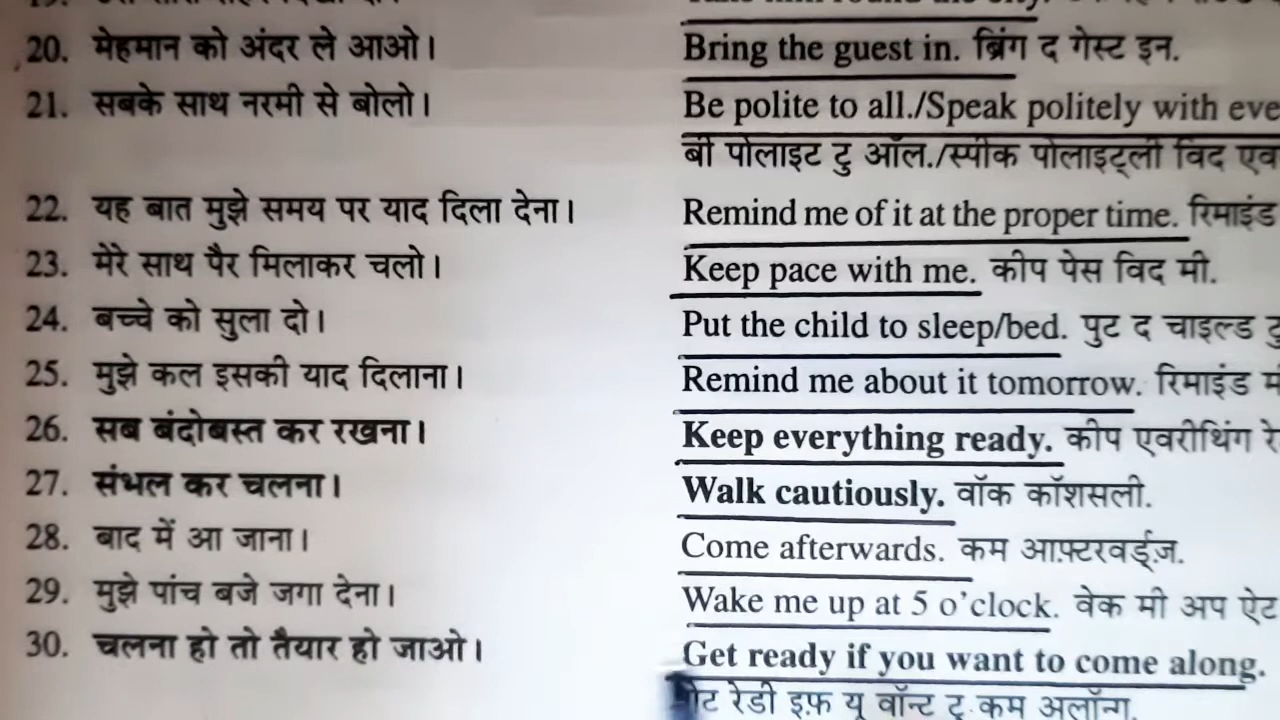 20. मेहमान को अंदर ले आओ। Bring the guest in. ब्रिंग द गेस्ट इन.
21. सबके साथ नरमी से बोलो। Be polite to all./Speak politely with eve
बी पोलाइट टु ऑल./स्पीक पोलाइट्ली विद एव
22. यह बात मुझे समय पर याद दिला देना। Remind me of it at the proper time. रिमाइंड
23. मेरे साथ पैर मिलाकर चलो। Keep pace with me. कीप पेस विद मी.
24. बच्चे को सुला दो। Put the child to sleep/bed. पुट द चाइल्ड टु
25. मुझे कल इसकी याद दिलाना। Remind me about it tomorrow. रिमाइंड
26. सब बंदोबस्त कर रखना। Keep everything ready. कीप एवरीथिंग रे
27. संभल कर चलना। Walk cautiously. वॉक कॉशसली.
28. बाद में आ जाना। Come afterwards. कम आफ़्टरवर्ड्ज़.
29. मुझे पांच बजे जगा देना। Wake me up at 5 o'clock. वेक मी अप ऐट
30. चलना हो तो तैयार हो जाओ। Get ready if you want to come along.
गेट रेडी इफ़ यू वॉन्ट टू कम अलॉन्ग.